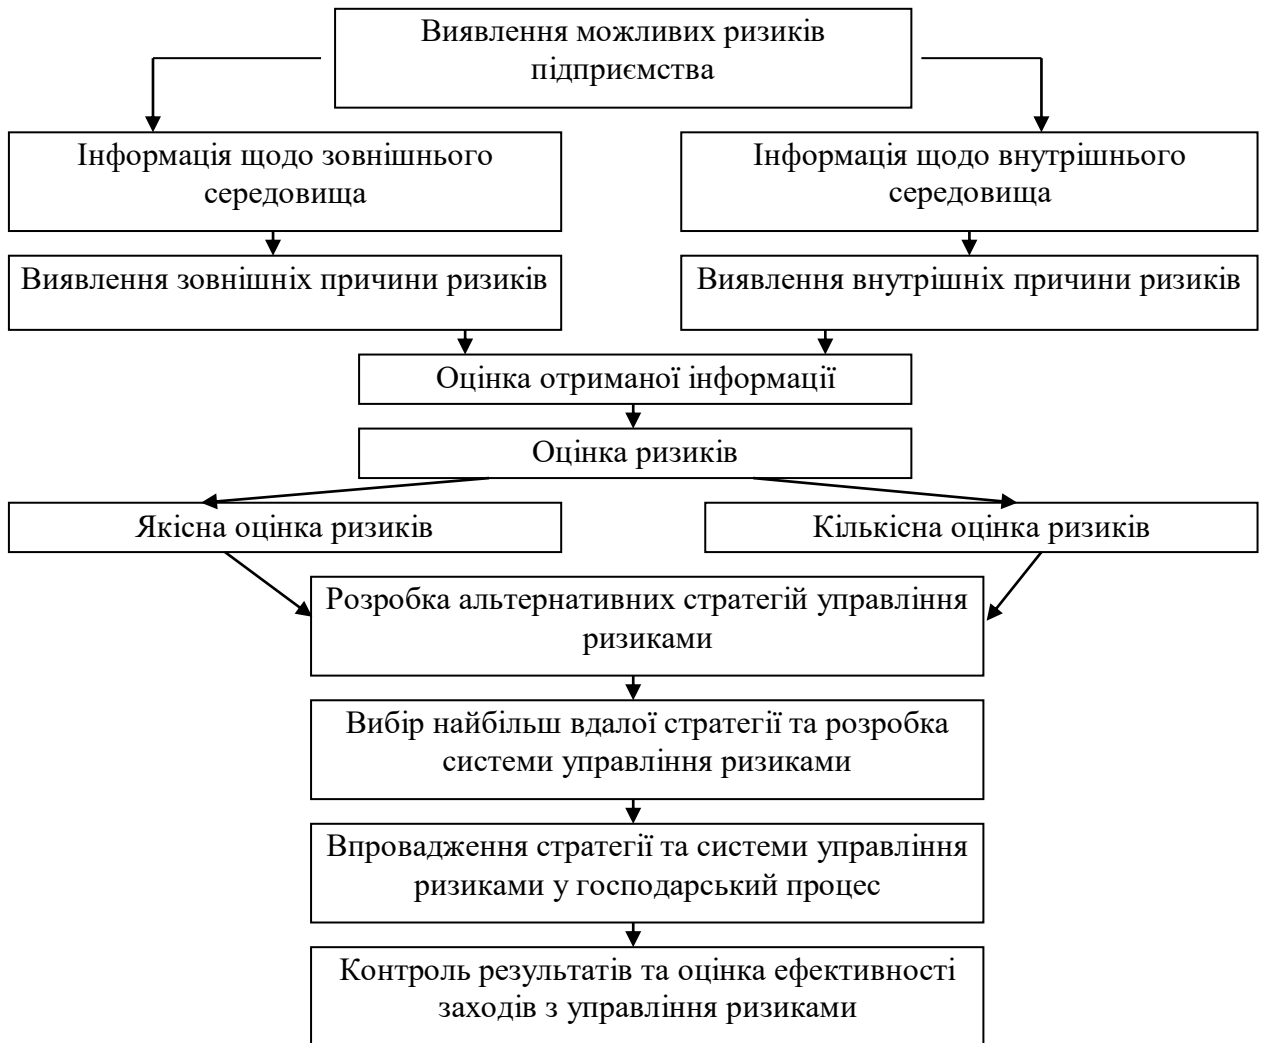 Виявлення можливих ризиків
підприємства
Інформація щодо зовнішнього
середовища
Інформація щодо внутрішнього
середовища
Виявлення зовнішніх причини ризиків
Виявлення внутрішніх причини ризиків
Оцінка отриманої інформації
Оцінка ризиків
Якісна оцінка ризиків
Кількісна оцінка ризиків
Розробка альтернативних стратегій управління
ризиками
Вибір найбільш вдалої стратегії та розробка
системи управління ризиками
Впровадження стратегії та системи управління
ризиками у господарський процес
Контроль результатів та оцінка ефективності
заходів з управління ризиками